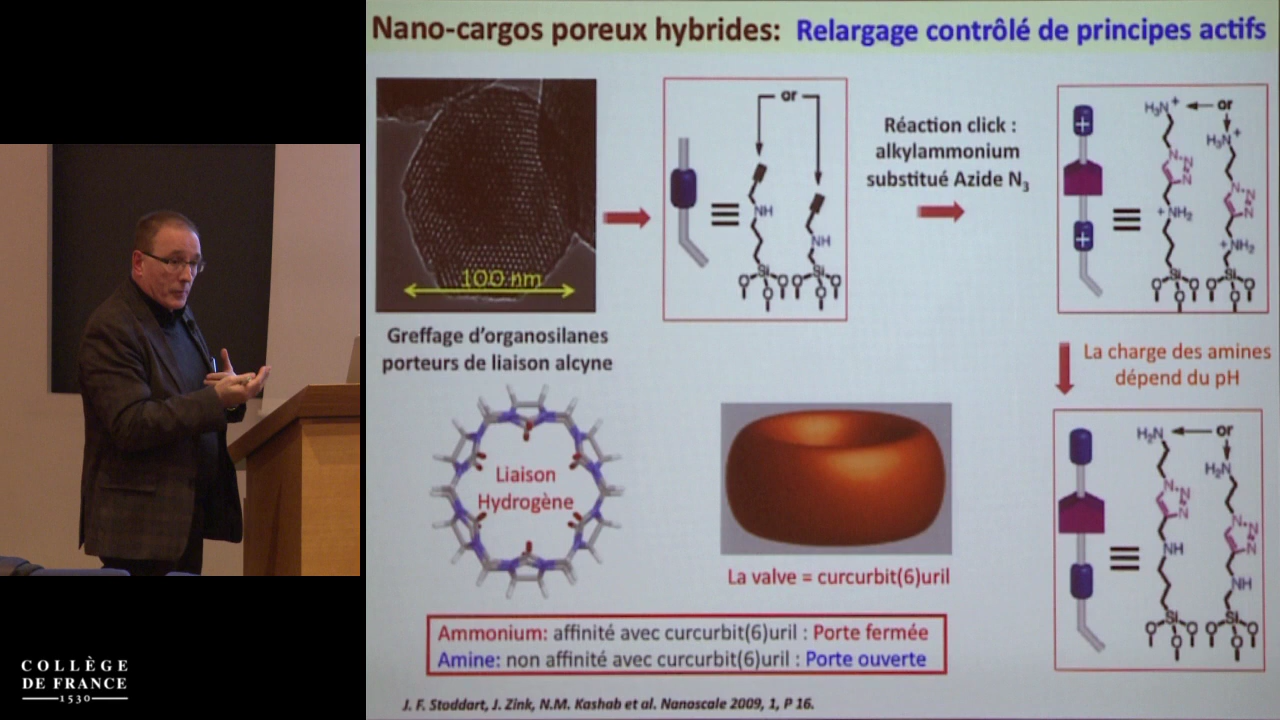 Nano-cargos poreux hybrides: Relargage contrôlé de principes actifs
100 nm
or
NH
NH
Si
Si
O
O
O
O
O
O
Réaction click :
alkylammonium
substitué Azide N3
H3N+
or
H3N+
N
N
N
N
N
N
+NH2
+NH2
Si
Si
O
O
O
O
O
O
Greffage d'organosilanes
porteurs de liaison alcyne
La charge des amines
dépend du pH
Liaison
Hydrogène
La valve = curcurbit(6)uril
H2N
or
H2N
N
N
N
N
N
N
NH
NH
Si
Si
O
O
O
O
O
O
Ammonium: affinité avec curcurbit(6)uril : Porte fermée
Amine: non affinité avec curcurbit(6)uril : Porte ouverte
J. F. Stoddart, J. Zink, N.M. Kashab et al. Nanoscale 2009, 1, P 16.
COLLÈGE
DE FRANCE
1530